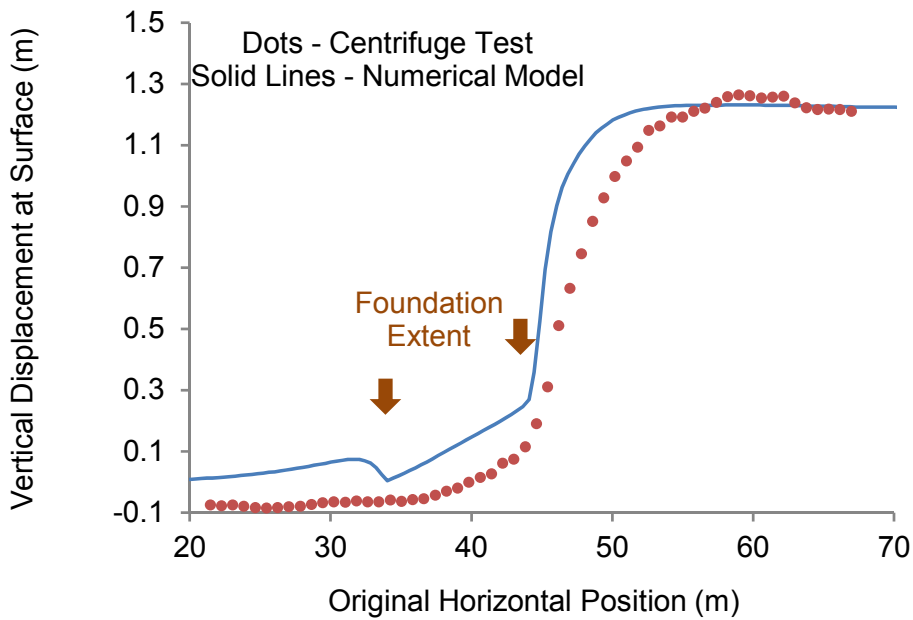 Vertical Displacement at Surface (m)
1.5
1.3
1.1
0.9
0.7
0.5
0.3
0.1
-0.1
Dots - Centrifuge Test
Solid Lines - Numerical Model
Foundation
Extent
20
30
40
50
60
70
Original Horizontal Position (m)